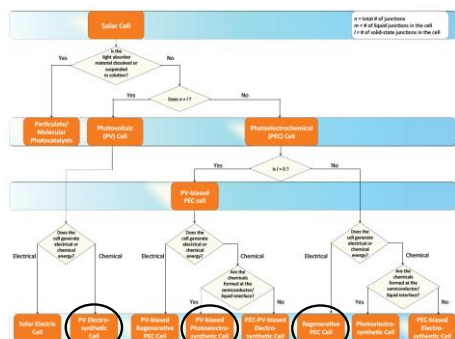 Solar Cell
n = total # of junctions
m = # of liquid junctions in the cell
l = # of solid-state junctions in the cell
Is the
light absorber
material dissolved or
suspended
in solution?
Yes
No
Does n = l ?
Yes
No
Particulate/
Molecular
Photocatalysts
Photovoltaic
(PV) Cell
Photoelectrochemical
(PEC) Cell
Yes
Is l > 0 ?
No
PV-biased
PEC cell
Does the
cell generate
electrical or
chemical
energy?
Does the
cell generate
electrical or
chemical
energy?
Does the
cell generate
electrical or
chemical
energy?
Electrical
Chemical
Electrical
Chemical
Electrical
Chemical
Are the
chemicals
formed at the
semiconductor/
liquid interface?
Are the
chemicals
formed at the
semiconductor/
liquid interface?
Yes
No
Yes
No
Solar Electric
Cell
PV Electro-
synthetic
Cell
PV-biased
Regenerative
PEC Cell
PV-biased
Photoelectro-
synthetic Cell
PEC-PV-biased
Electro-
synthetic Cell
Regenerative
PEC Cell
Photoelectro-
synthetic Cell
PEC-biased
Electro-
synthetic Cell